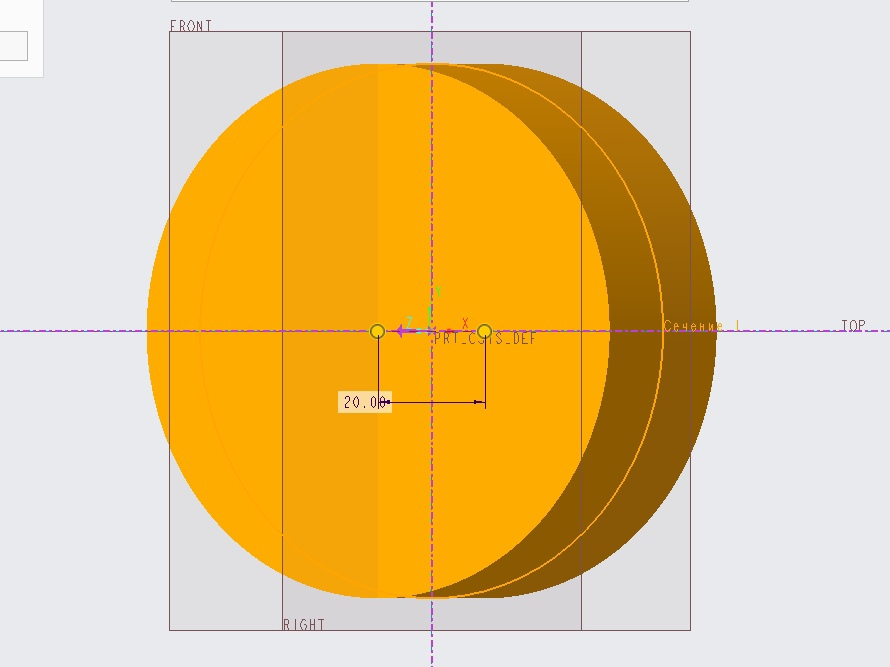 FRONT
Y
Z X
Сечение 1
TOP
PRT_CSYS_DEF
20.00
RIGHT